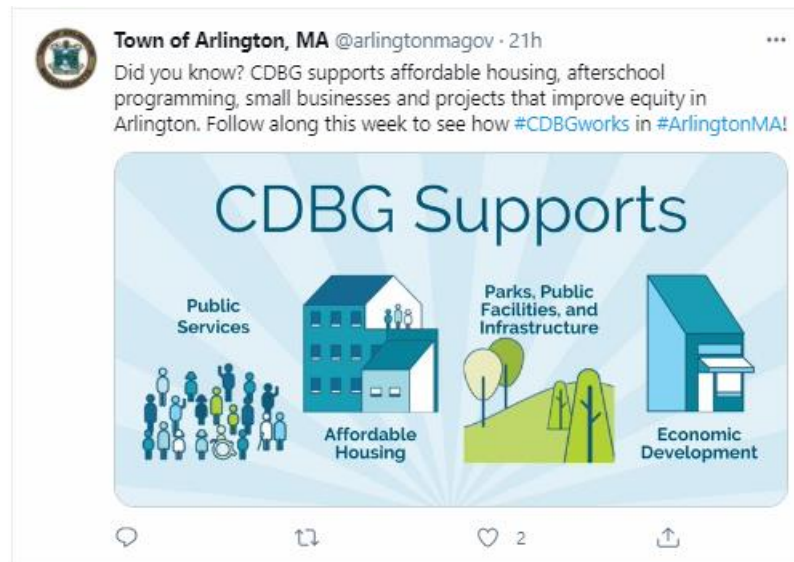 Town of Arlington, MA @arlingtonmagov · 21h
Did you know? CDBG supports affordable housing, afterschool
programming, small businesses and projects that improve equity in
Arlington. Follow along this week to see how #CDBGworks in #ArlingtonMA!
CDBG Supports
Public
Services
Affordable
Housing
Parks, Public
Facilities, and
Infrastructure
Economic
Development
2